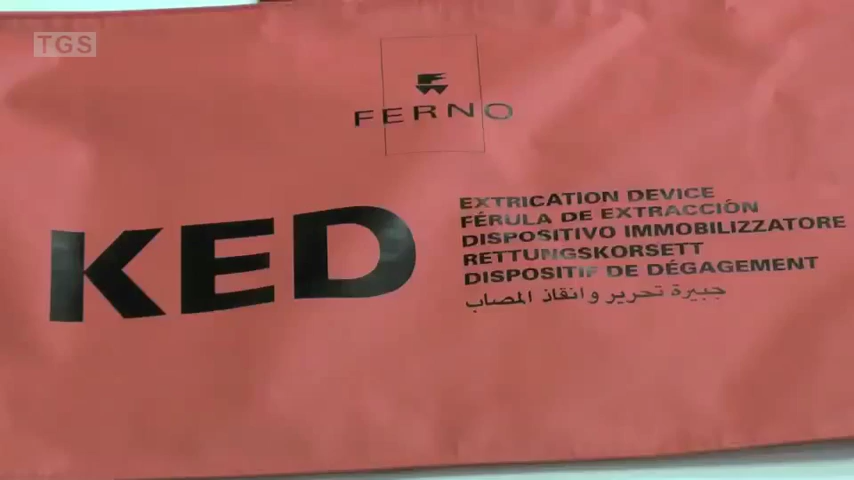 TGS
FERNO
KED
EXTRICATION DEVICE
FÉRULA DE EXTRACCIÓN
DISPOSITIVO IMMOBILIZZATORE
RETTUNGSKORSETT
DISPOSITIF DE DÉGAGEMENT
جبيرة تحرير وانقاذ المصاب